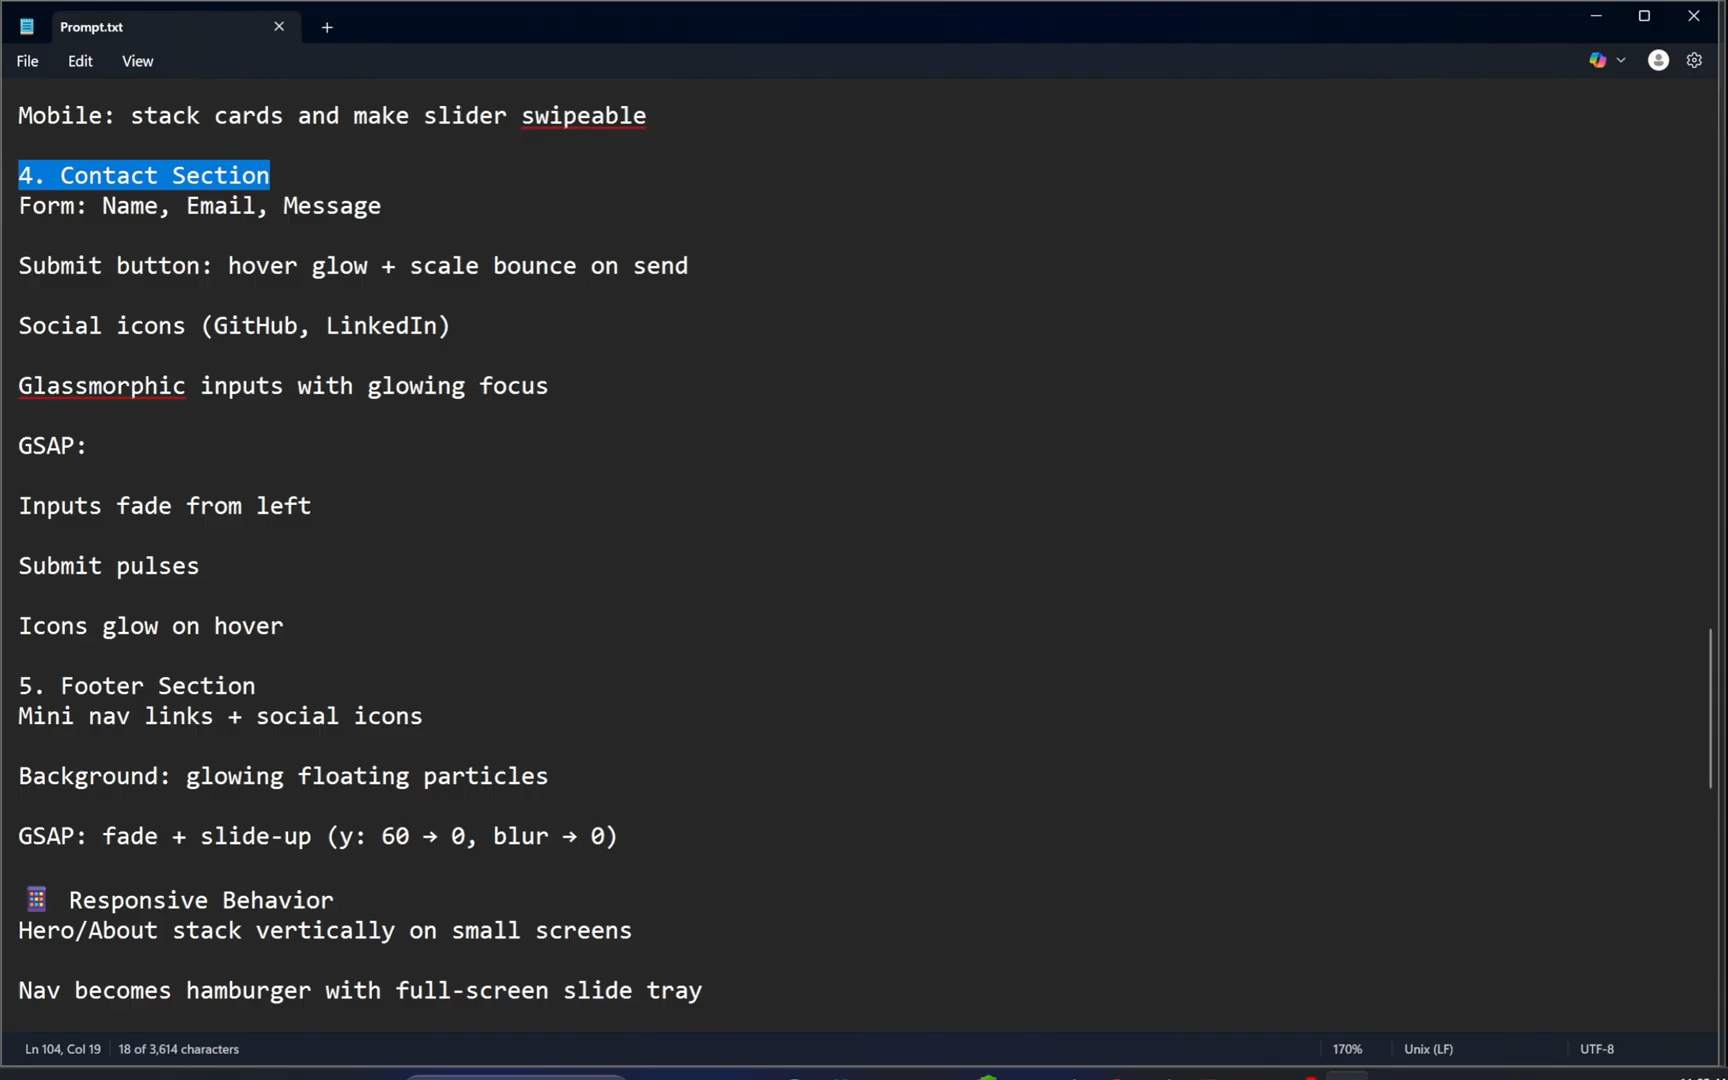 Prompt.txt
File Edit View
Mobile: stack cards and make slider swipeable
4. Contact Section
Form: Name, Email, Message
Submit button: hover glow + scale bounce on send
Social icons (GitHub, LinkedIn)
Glassmorphic inputs with glowing focus
GSAP:
Inputs fade from left
Submit pulses
Icons glow on hover
5. Footer Section
Mini nav links + social icons
Background: glowing floating particles
GSAP: fade + slide-up (y: 60 → 0, blur → 0)
Responsive Behavior
Hero/About stack vertically on small screens
Nav becomes hamburger with full-screen slide tray
Ln 104, Col 19 18 of 3,614 characters 170% Unix (LF) UTF-8